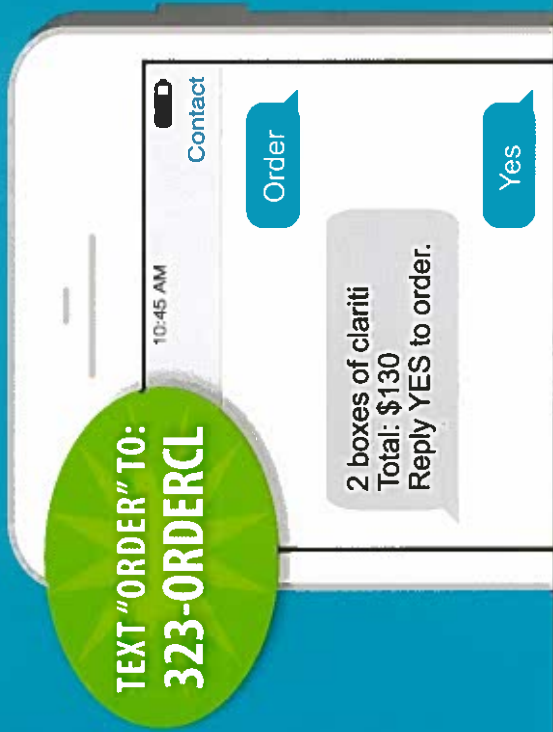 TEXT "ORDER" TO:
323-ORDERCL
10:45 AM
Contact
Order
2 boxes of clariti
Total: $130
Reply YES to order.
Yes